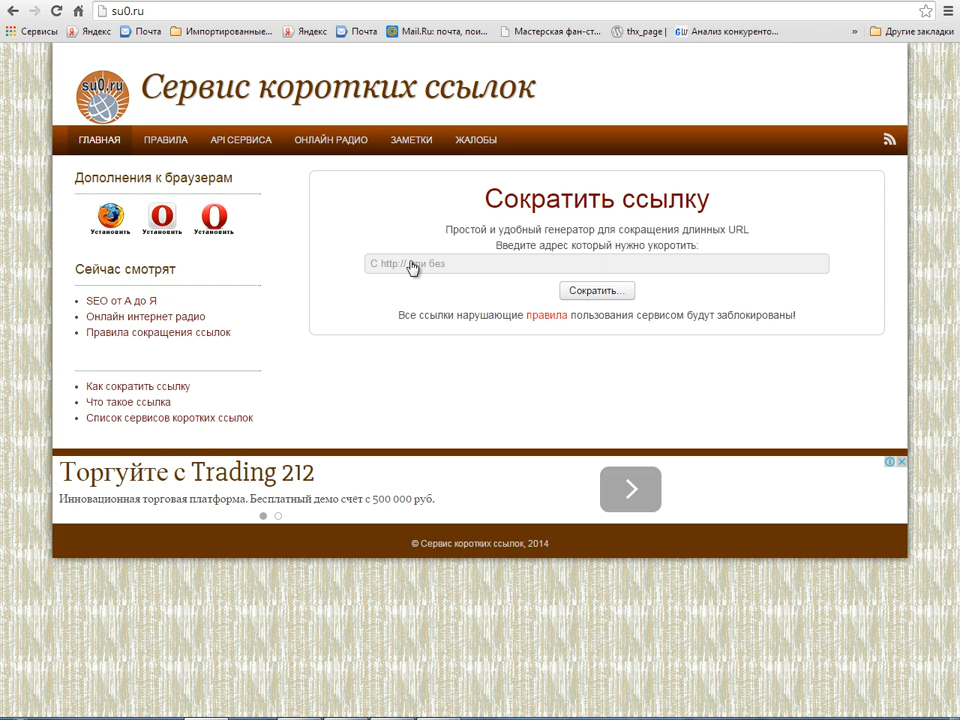 su0.ru
Сервисы Яндекс Почта Импортированные... Яндекс Почта Mail.Ru: почта, пои... Мастерская фан-ст... thx_page | Анализ конкурентно... » Другие закладки
su0.ru
Сервис коротких ссылок
ГЛАВНАЯ ПРАВИЛА API СЕРВИСА ОНЛАЙН РАДИО ЗАМЕТКИ ЖАЛОБЫ
Дополнения к браузерам
Установить Установить Установить
Сейчас смотрят
SEO от А до Я
Онлайн интернет радио
Правила сокращения ссылок
Как сократить ссылку
Что такое ссылка
Список сервисов коротких ссылок
Сократить ссылку
Простой и удобный генератор для сокращения длинных URL
Введите адрес который нужно укоротить:
С http:// без
Сократить...
Все ссылки нарушающие правила пользования сервисом будут заблокированы!
Торгуйте с Trading 212
Инновационная торговая платформа. Бесплатный демо счет с 500 000 руб.
© Сервис коротких ссылок, 2014